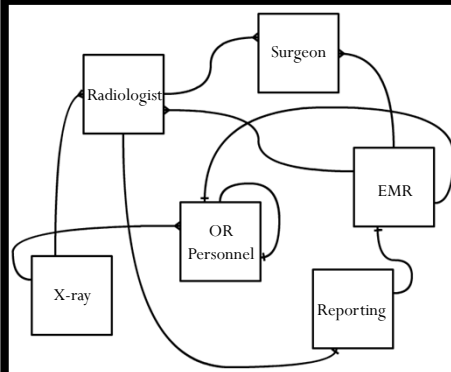 Surgeon
Radiologist
EMR
OR
Personnel
X-ray
Reporting